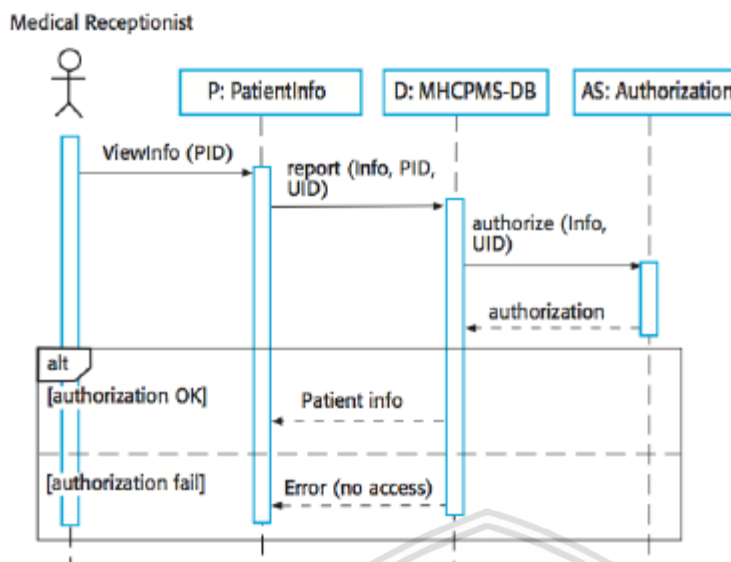 Medical Receptionist
P: PatientInfo
D: MHCPMS-DB
AS: Authorization
ViewInfo (PID)
report (Info, PID,
UID)
authorize (Info,
UID)
authorization
alt
[authorization OK]
Patient info
[authorization fail]
Error (no access)